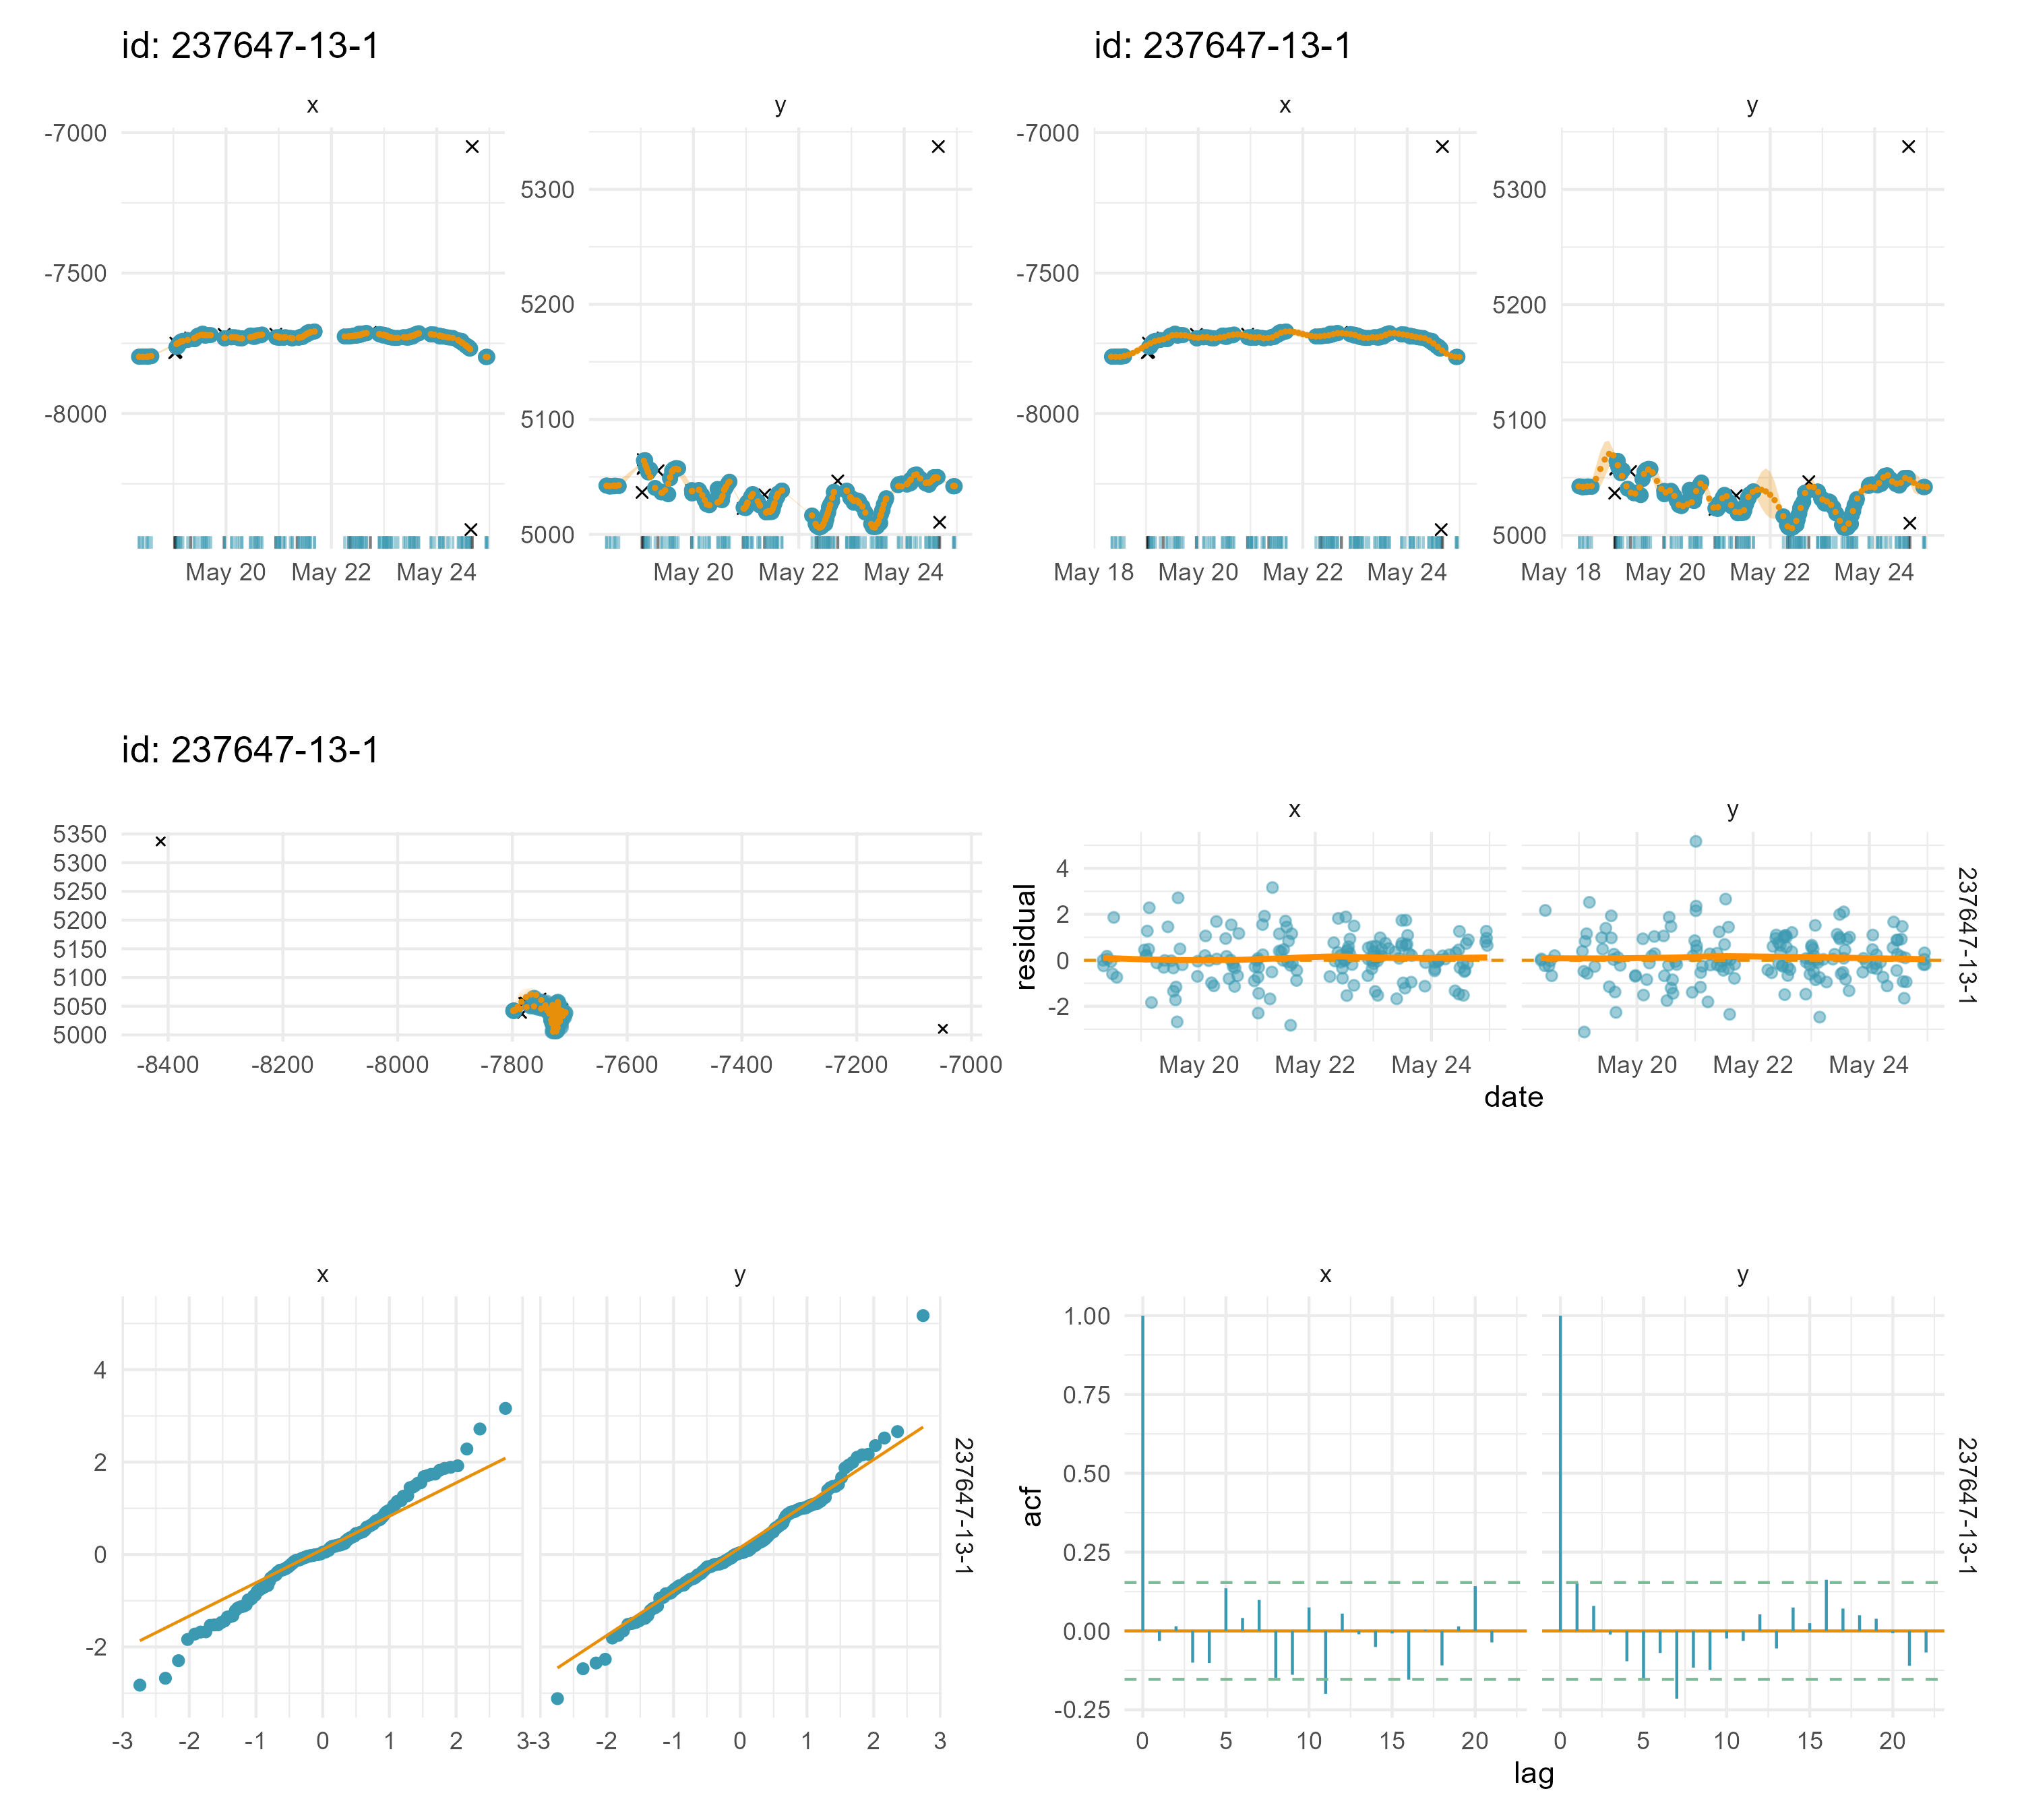 id: 237647-13-1
id: 237647-13-1
x
y
x
y
-7000
-7500
-8000
5300
5200
5100
5000
-7000
-7500
-8000
5300
5200
5100
5000
May 20 May 22 May 24
May 20 May 22 May 24
May 18 May 20 May 22 May 24
May 18 May 20 May 22 May 24
id: 237647-13-1
5350
5300
5250
5200
5150
5100
5050
5000
-8400 -8200 -8000 -7800 -7600 -7400 -7200 -7000
x
y
residual
4
2
0
-2
237647-13-1
May 20 May 22 May 24
May 20 May 22 May 24
date
x
y
4
2
0
-2
237647-13-1
-3 -2 -1 0 1 2 3
-3 -2 -1 0 1 2 3
x
y
acf
1.00
0.75
0.50
0.25
0.00
-0.25
237647-13-1
0 5 10 15 20
0 5 10 15 20
lag